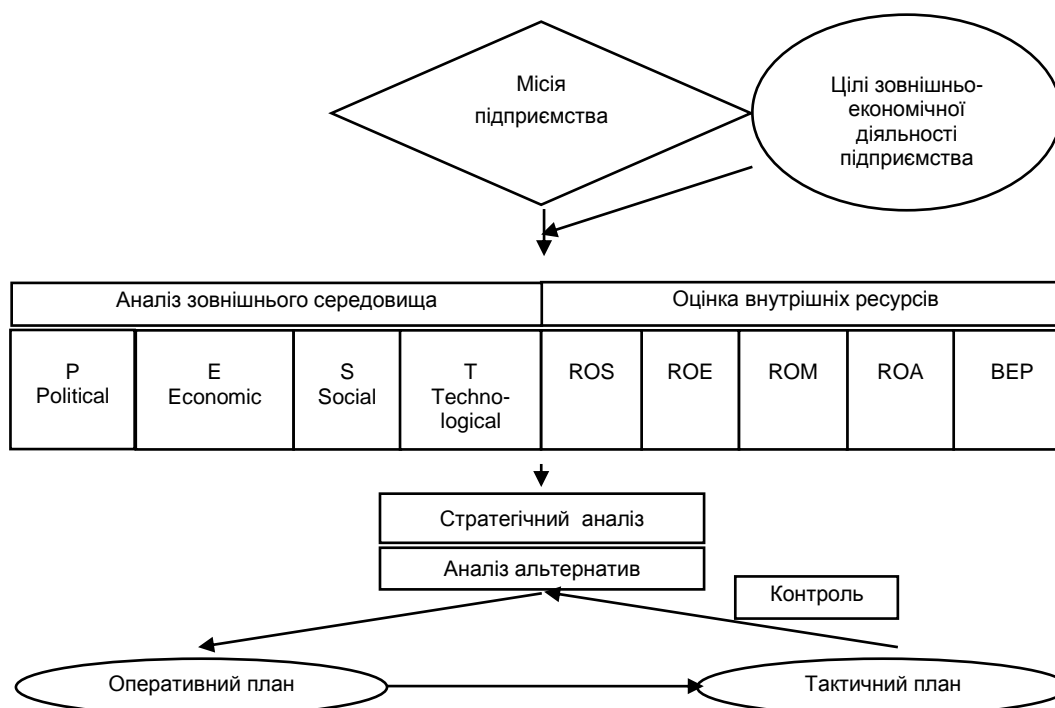 Місія
підприємства
Цілі зовнішньо-
економічної
діяльності
підприємства
Аналіз зовнішнього середовища
Оцінка внутрішніх ресурсів
P
Political
E
Economic
S
Social
T
Techno-
logical
ROS
ROE
ROM
ROA
BEP
Стратегічний аналіз
Аналіз альтернатив
Контроль
Оперативний план
Тактичний план